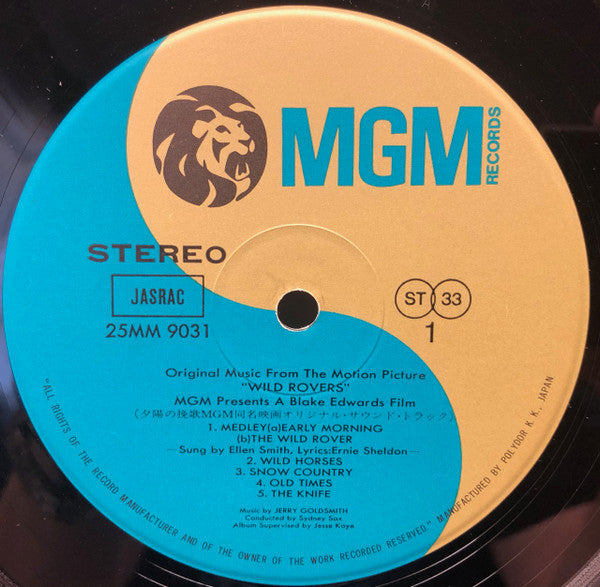 MGM
RECORDS
STEREO
JASRAC
25MM 9031
ST 33
1
Original Music From The Motion Picture
"WILD ROVERS"
MGM Presents A Blake Edwards Film
(夕陽の挽歌MGM同名映画オリジナル・サウンド・トラック)
1. MEDLEY(a)EARLY MORNING
(b)THE WILD ROVER
—Sung by Ellen Smith, Lyrics:Ernie Sheldon—
2. WILD HORSES
3. SNOW COUNTRY
4. OLD TIMES
5. THE KNIFE
Music by JERRY GOLDSMITH
Conducted by Sydney Sax
Album Supervised by Jesse Kaye
"ALL RIGHTS OF THE RECORD MANUFACTURER AND OF THE OWNER OF THE WORK RECORDED RESERVED." MANUFACTURED BY POLYDOR K.K., JAPAN